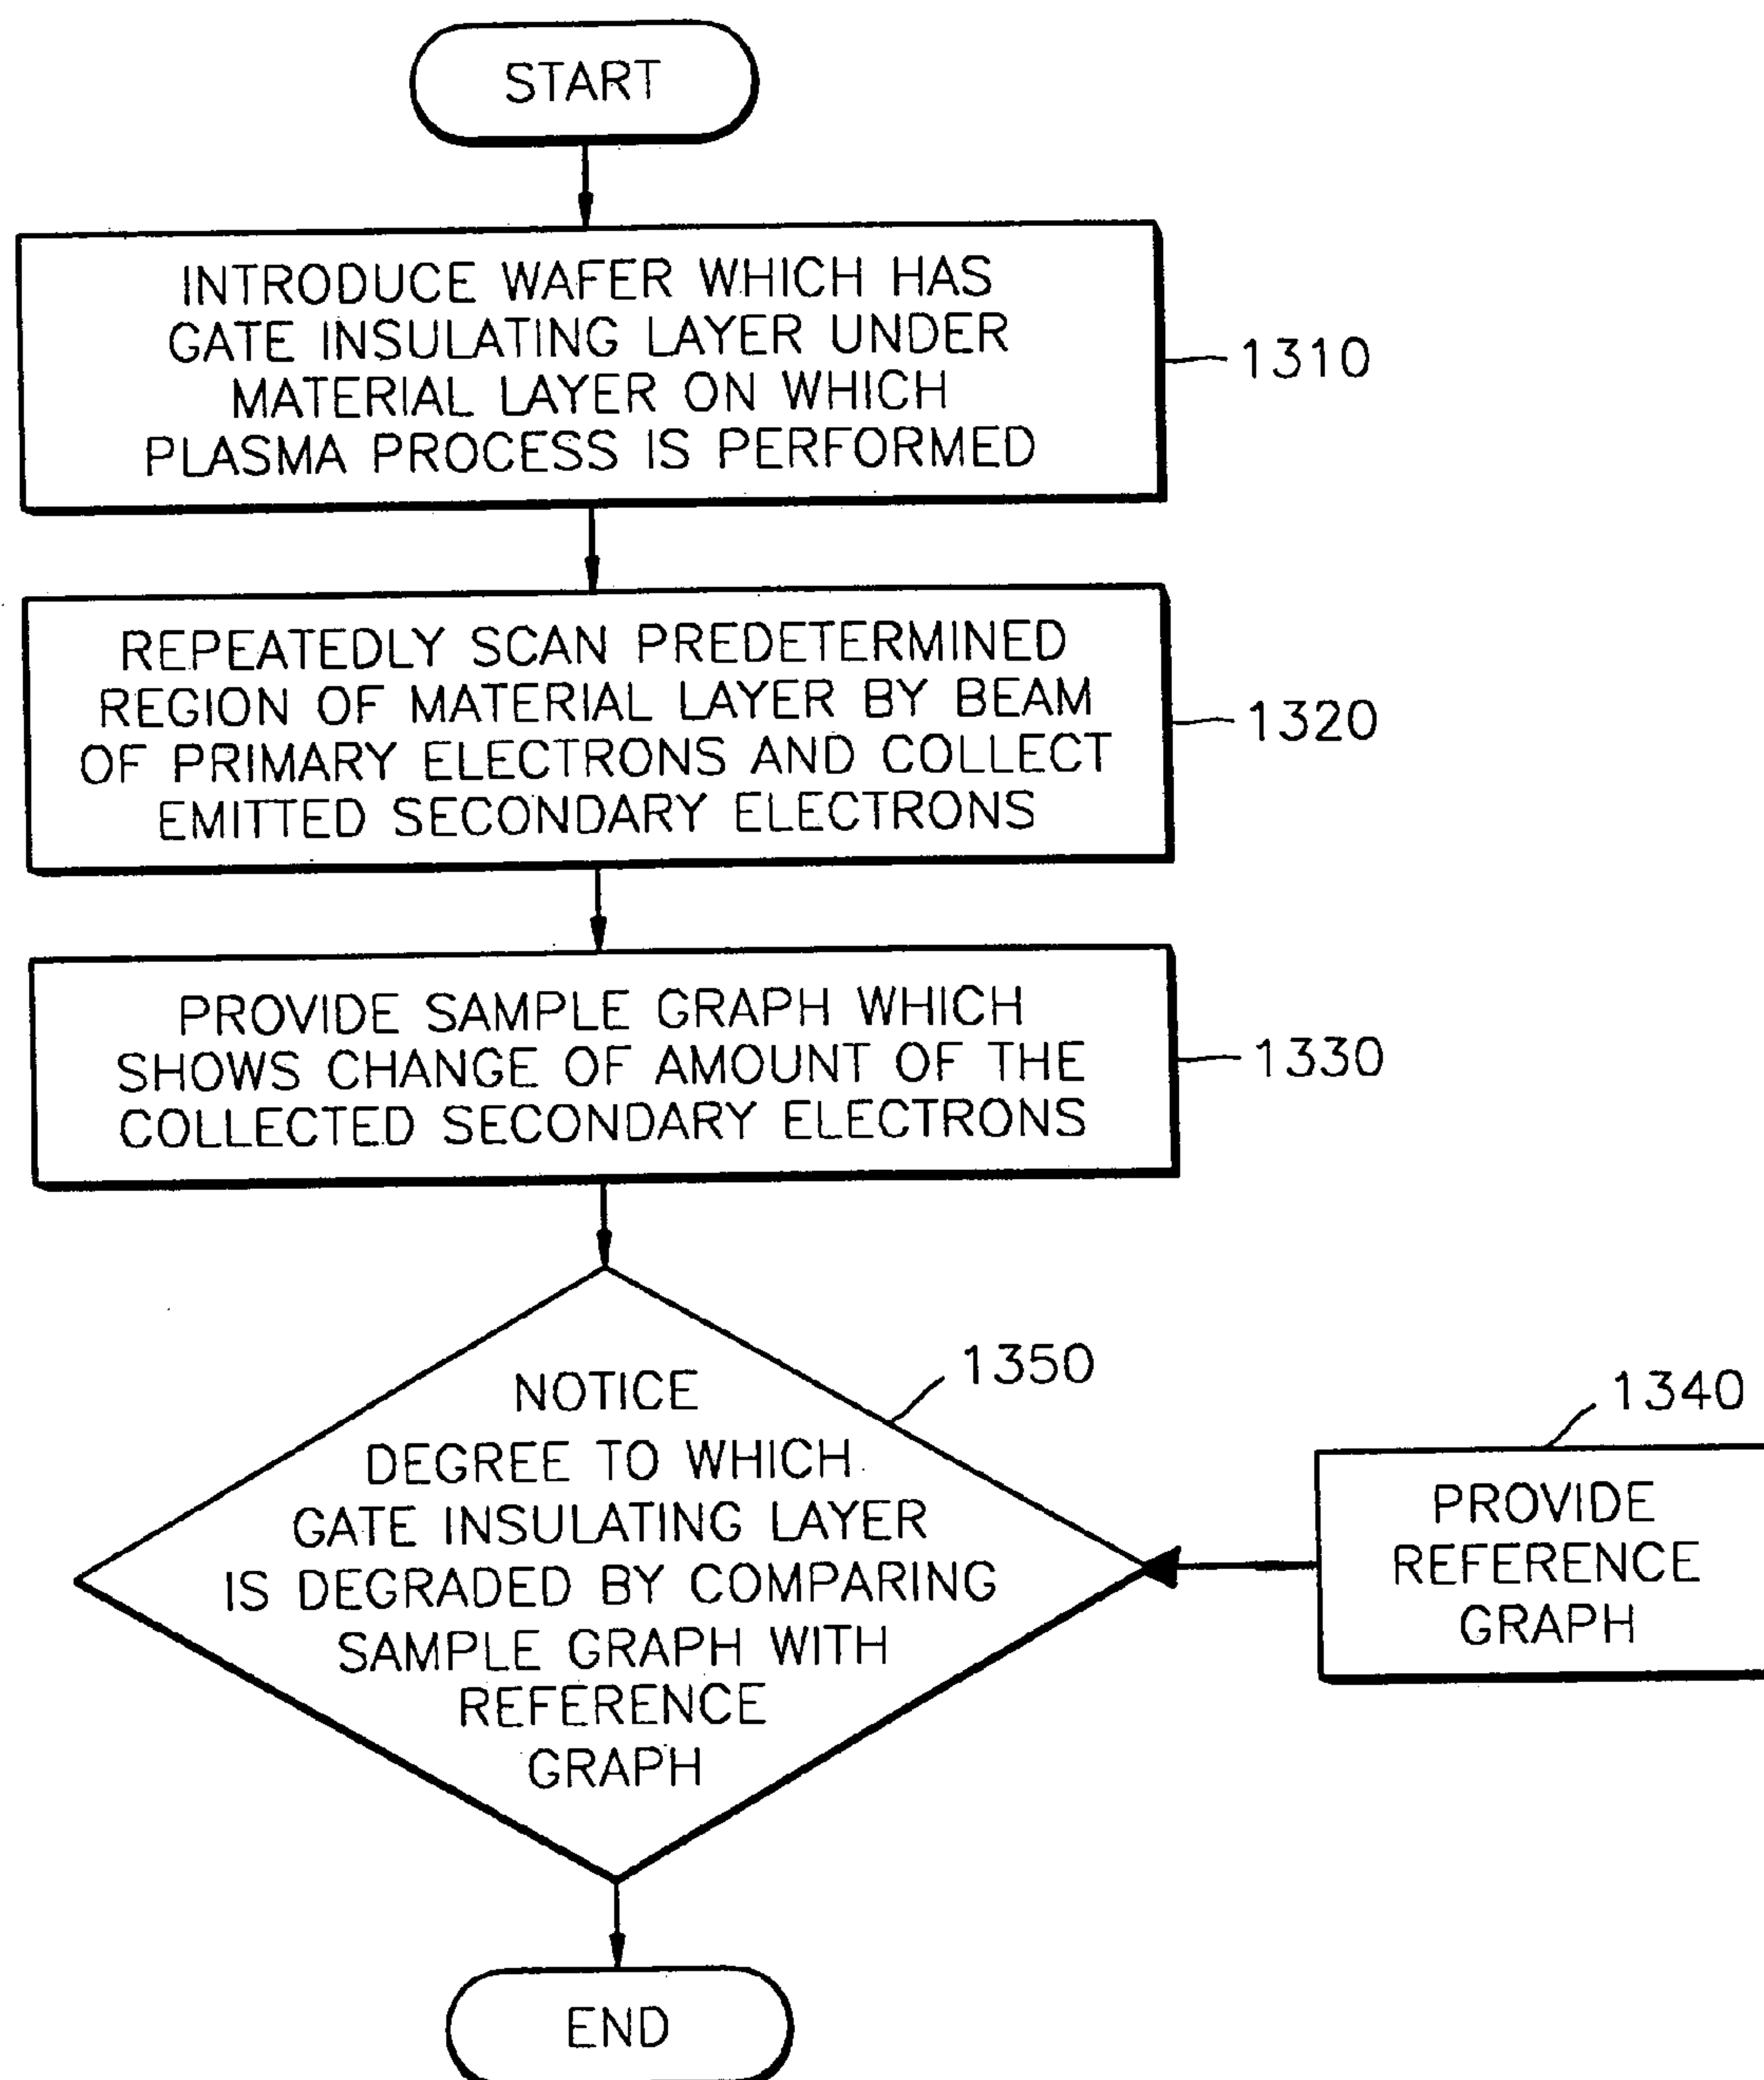 START
INTRODUCE WAFER WHICH HAS
GATE INSULATING LAYER UNDER
MATERIAL LAYER ON WHICH
PLASMA PROCESS IS PERFORMED
1310
REPEATEDLY SCAN PREDETERMINED
REGION OF MATERIAL LAYER BY BEAM
OF PRIMARY ELECTRONS AND COLLECT
EMITTED SECONDARY ELECTRONS
1320
PROVIDE SAMPLE GRAPH WHICH
SHOWS CHANGE OF AMOUNT OF THE
COLLECTED SECONDARY ELECTRONS
1330
NOTICE
DEGREE TO WHICH
GATE INSULATING LAYER
IS DEGRADED BY COMPARING
SAMPLE GRAPH WITH
REFERENCE
GRAPH
1350
1340
PROVIDE
REFERENCE
GRAPH
END